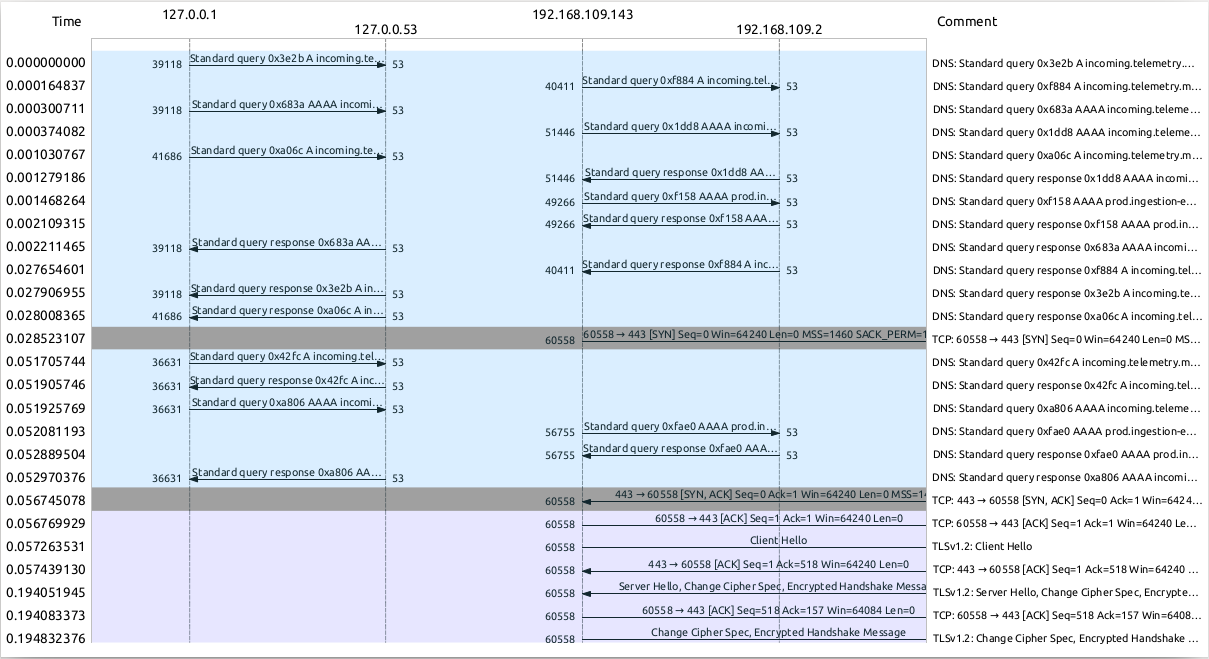 Time 127.0.0.1 192.168.109.143 Comment
127.0.0.53 192.168.109.2
0.000000000 39118 Standard query 0x3e2b A incoming.te... 53 DNS: Standard query 0x3e2b A incoming.telemetry....
0.000164837 40411 Standard query 0xf884 A incoming.tel... 53 DNS: Standard query 0xf884 A incoming.telemetry.m...
0.000300711 39118 Standard query 0x683a AAAA incomi... 53 DNS: Standard query 0x683a AAAA incoming.teleme...
0.000374082 51446 Standard query 0x1dd8 AAAA incomi... 53 DNS: Standard query 0x1dd8 AAAA incoming.teleme...
0.001030767 41686 Standard query 0xa06c A incoming.te... 53 DNS: Standard query 0xa06c A incoming.telemetry.m...
0.001279186 51446 Standard query response 0x1dd8 AA... 53 DNS: Standard query response 0x1dd8 AAAA incomi...
0.001468264 49266 Standard query 0xf158 AAAA prod.in... 53 DNS: Standard query 0xf158 AAAA prod.ingestion-e...
0.002109315 49266 Standard query response 0xf158 AAA... 53 DNS: Standard query response 0xf158 AAAA prod.in...
0.002211465 39118 Standard query response 0x683a AA... 53 DNS: Standard query response 0x683a AAAA incomi...
0.027654601 40411 Standard query response 0xf884 A inc... 53 DNS: Standard query response 0xf884 A incoming.tel...
0.027906955 39118 Standard query response 0x3e2b A in... 53 DNS: Standard query response 0x3e2b A incoming.te...
0.028008365 41686 Standard query response 0xa06c A in... 53 DNS: Standard query response 0xa06c A incoming.tel...
0.028523107 60558 60558 → 443 [SYN] Seq=0 Win=64240 Len=0 MSS=1460 SACK_PERM=1 TCP: 60558 → 443 [SYN] Seq=0 Win=64240 Len=0 MS...
0.051705744 36631 Standard query 0x42fc A incoming.tel... 53 DNS: Standard query 0x42fc A incoming.telemetry.m...
0.051905746 36631 Standard query response 0x42fc A inc... 53 DNS: Standard query response 0x42fc A incoming.tel...
0.051925769 36631 Standard query 0xa806 AAAA incomi... 53 DNS: Standard query 0xa806 AAAA incoming.teleme...
0.052081193 56755 Standard query 0xfae0 AAAA prod.in... 53 DNS: Standard query 0xfae0 AAAA prod.ingestion-e...
0.052889504 56755 Standard query response 0xfae0 AAA... 53 DNS: Standard query response 0xfae0 AAAA prod.in...
0.052970376 36631 Standard query response 0xa806 AA... 53 DNS: Standard query response 0xa806 AAAA incomi...
0.056745078 60558 443 → 60558 [SYN, ACK] Seq=0 Ack=1 Win=64240 Len=0 MSS=14 TCP: 443 → 60558 [SYN, ACK] Seq=0 Ack=1 Win=6424...
0.056769929 60558 60558 → 443 [ACK] Seq=1 Ack=1 Win=64240 Len=0 TCP: 60558 → 443 [ACK] Seq=1 Ack=1 Win=64240 Le...
0.057263531 60558 Client Hello TLSv1.2: Client Hello
0.057439130 60558 443 → 60558 [ACK] Seq=1 Ack=518 Win=64240 Len=0 TCP: 443 → 60558 [ACK] Seq=1 Ack=518 Win=64240 ...
0.194051945 60558 Server Hello, Change Cipher Spec, Encrypted Handshake Messa TLSv1.2: Server Hello, Change Cipher Spec, Encrypte...
0.194083373 60558 60558 → 443 [ACK] Seq=518 Ack=157 Win=64084 Len=0 TCP: 60558 → 443 [ACK] Seq=518 Ack=157 Win=6408...
0.194832376 60558 Change Cipher Spec, Encrypted Handshake Message TLSv1.2: Change Cipher Spec, Encrypted Handshake ...